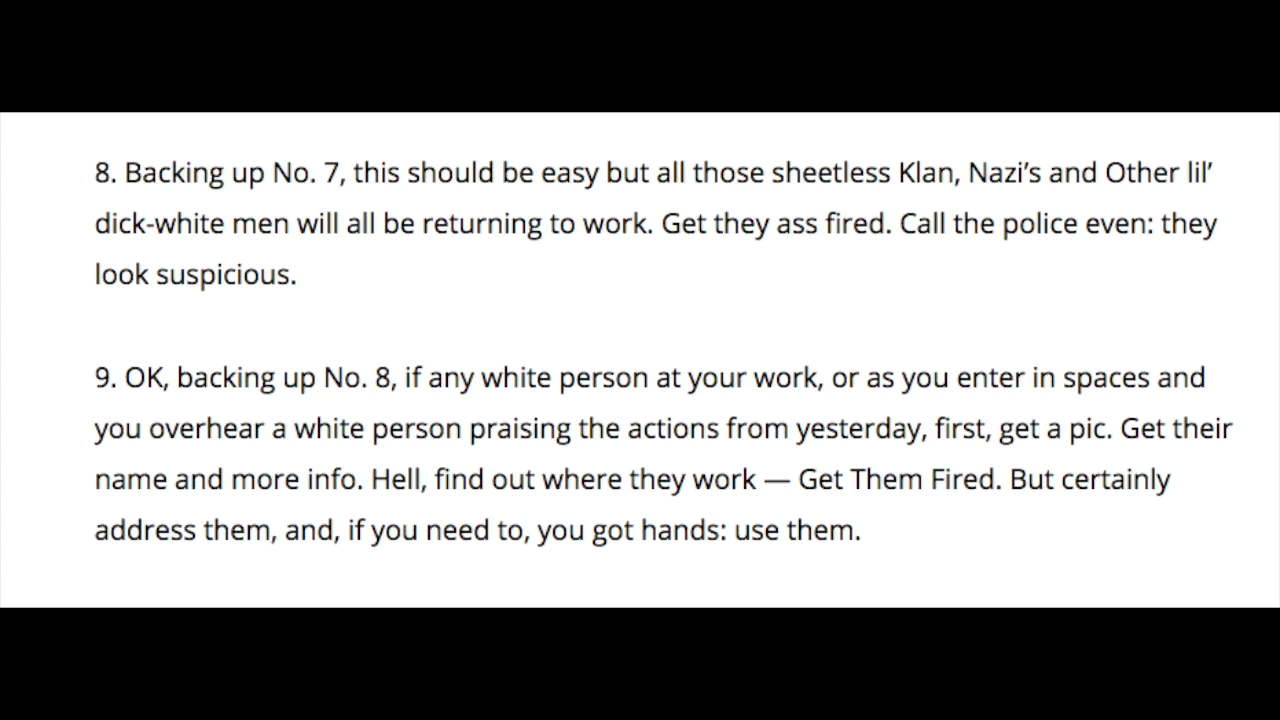 8. Backing up No. 7, this should be easy but all those sheetless Klan, Nazi’s and Other lil’
dick-white men will all be returning to work. Get they ass fired. Call the police even: they
look suspicious.
9. OK, backing up No. 8, if any white person at your work, or as you enter in spaces and
you overhear a white person praising the actions from yesterday, first, get a pic. Get their
name and more info. Hell, find out where they work — Get Them Fired. But certainly
address them, and, if you need to, you got hands: use them.